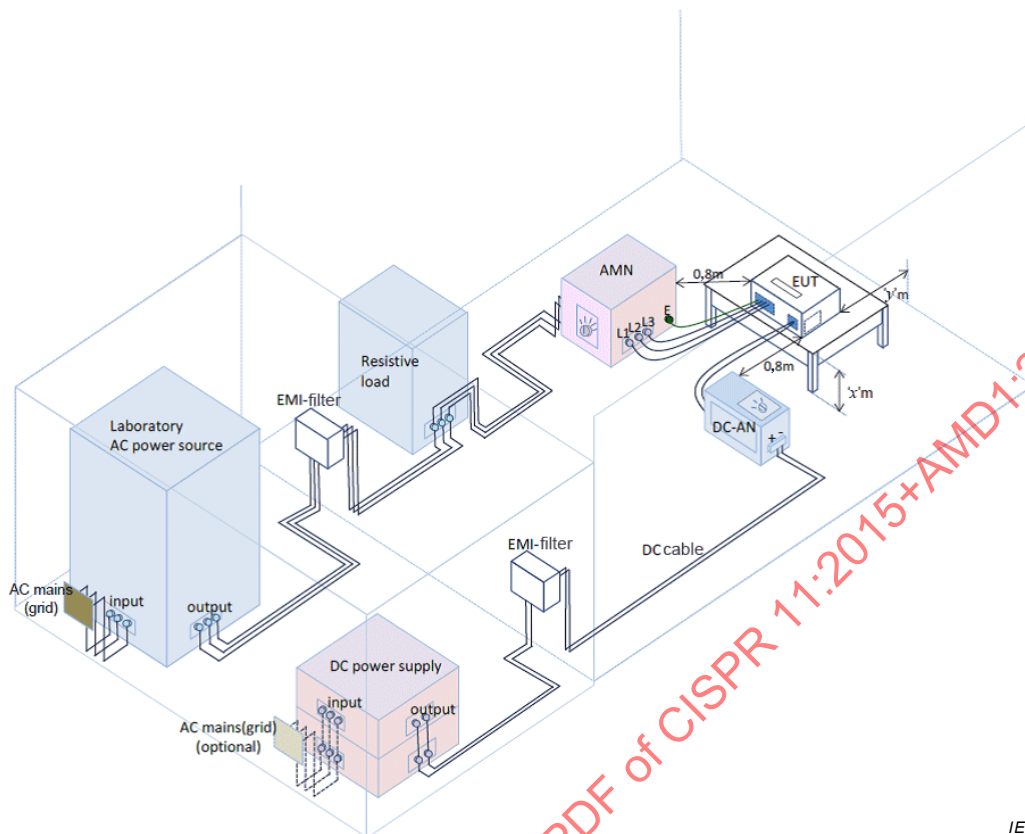 AMN
0,8m
EUT
'y'm
E
L1 L2 L3
Resistive
load
0,8m
'x'm
EMI-filter
Laboratory
AC power source
DC-AN
+ -
EMI-filter
DC cable
AC mains
(grid)
input
output
DC power supply
input
output
AC mains(grid)
(optional)
PDF of CISPR 11:2015+AMD1:2
IE